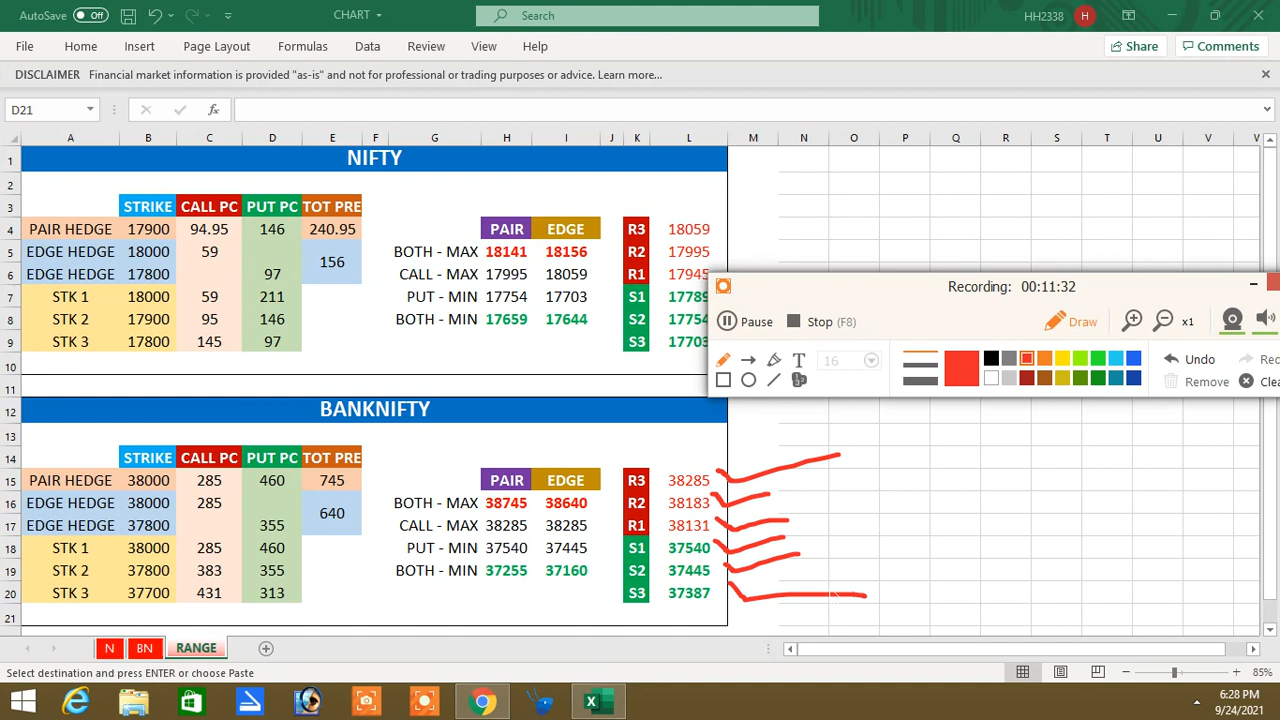 AutoSave Off CHART Search HH2338 H
File Home Insert Page Layout Formulas Data Review View Help Share Comments
DISCLAIMER Financial market information is provided "as-is" and not for professional or trading purposes or advice. Learn more...
D21 fx
A B C D E F G H I J K L M N O P Q R S T U V W
1 NIFTY
2
3 STRIKE CALL PC PUT PC TOT PRE
4 PAIR HEDGE 17900 94.95 146 240.95 PAIR EDGE R3 18059
5 EDGE HEDGE 18000 59 156 BOTH - MAX 18141 18156 R2 17995
6 EDGE HEDGE 17800 97 CALL - MAX 17995 18059 R1 17945
7 STK 1 18000 59 211 PUT - MIN 17754 17703 S1 17789
8 STK 2 17900 95 146 BOTH - MIN 17659 17644 S2 17754
9 STK 3 17800 145 97 S3 17703
10
11
12 BANKNIFTY
13
14 STRIKE CALL PC PUT PC TOT PRE
15 PAIR HEDGE 38000 285 460 745 PAIR EDGE R3 38285
16 EDGE HEDGE 38000 285 640 BOTH - MAX 38745 38640 R2 38183
17 EDGE HEDGE 37800 355 CALL - MAX 38285 38285 R1 38131
18 STK 1 38000 285 460 PUT - MIN 37540 37445 S1 37540
19 STK 2 37800 383 355 BOTH - MIN 37255 37160 S2 37445
20 STK 3 37700 431 313 S3 37387
21
Recording: 00:11:32
Pause Stop (F8) Draw x1
T 16 Undo Red
Remove Clea
N BN RANGE
Select destination and press ENTER or choose Paste 85%
6:28 PM
9/24/2021